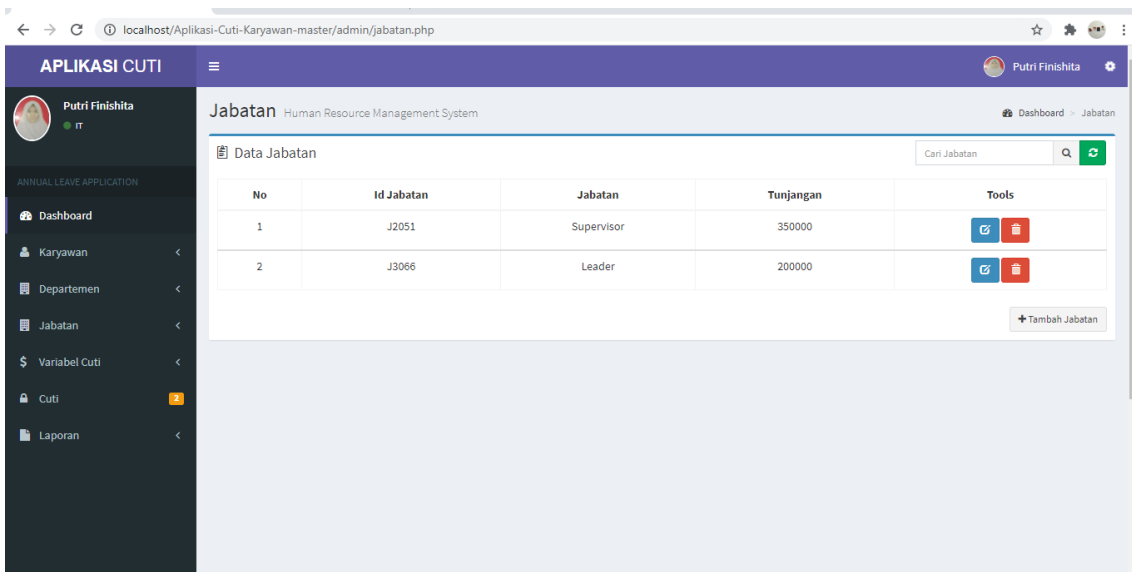 localhost/Aplikasi-Cuti-Karyawan-master/admin/jabatan.php
APLIKASI CUTI
Putri Finishita
Putri Finishita
IT
Jabatan Human Resource Management System
Dashboard > Jabatan
Data Jabatan
Cari Jabatan
ANNUAL LEAVE APPLICATION
Dashboard
Karyawan
Departemen
Jabatan
Variabel Cuti
Cuti 2
Laporan
No Id Jabatan Jabatan Tunjangan Tools
1 J2051 Supervisor 350000
2 J3066 Leader 200000
+ Tambah Jabatan